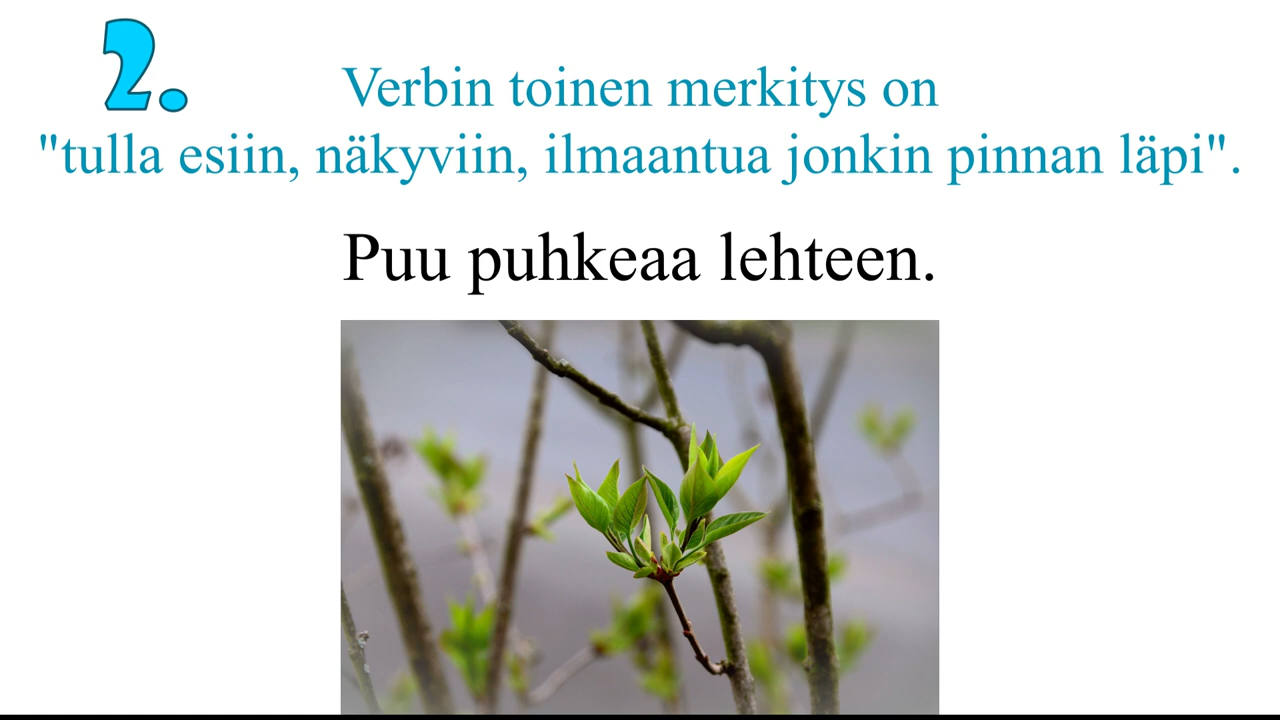 2.
Verbin toinen merkitys on
"tulla esiin, näkyviin, ilmaantua jonkin pinnan läpi".
Puu puhkeaa lehteen.